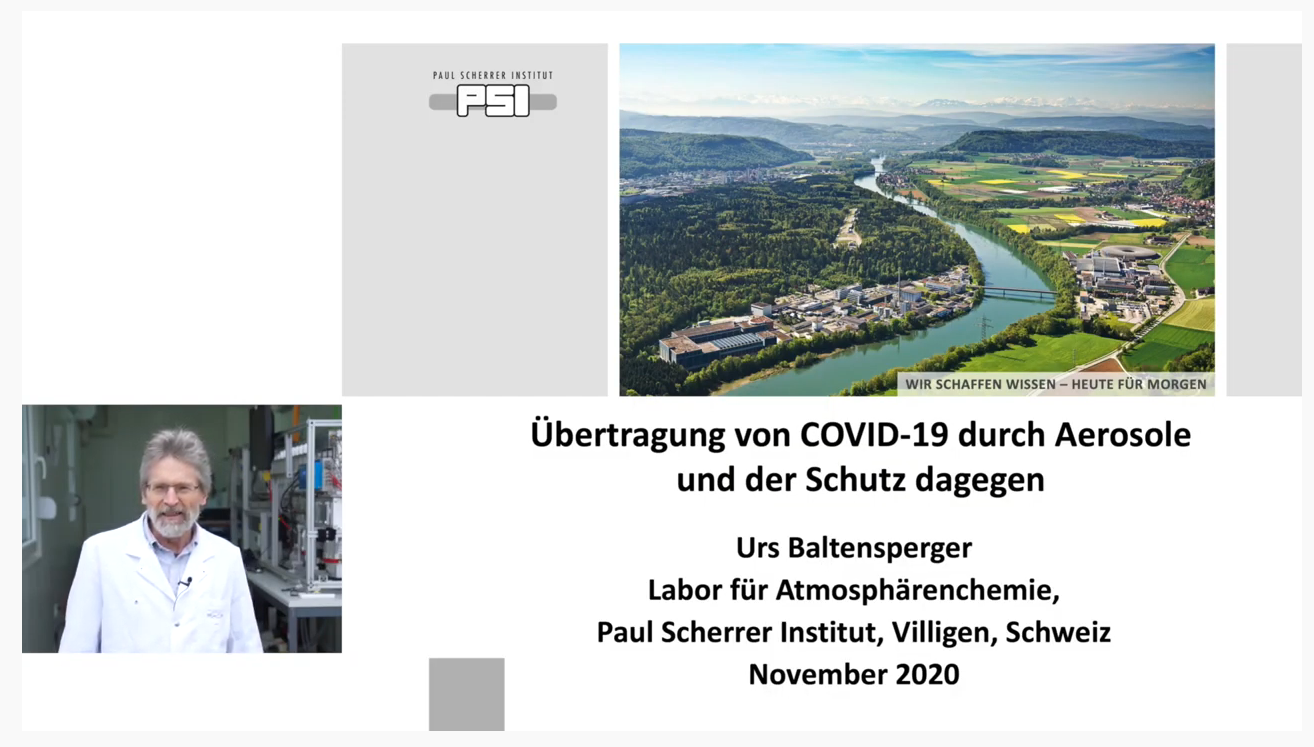 PAUL SCHERRER INSTITUT
PSI
WIR SCHAFFEN WISSEN – HEUTE FÜR MORGEN
Übertragung von COVID-19 durch Aerosole
und der Schutz dagegen
Urs Baltensperger
Labor für Atmosphärenchemie,
Paul Scherrer Institut, Villigen, Schweiz
November 2020